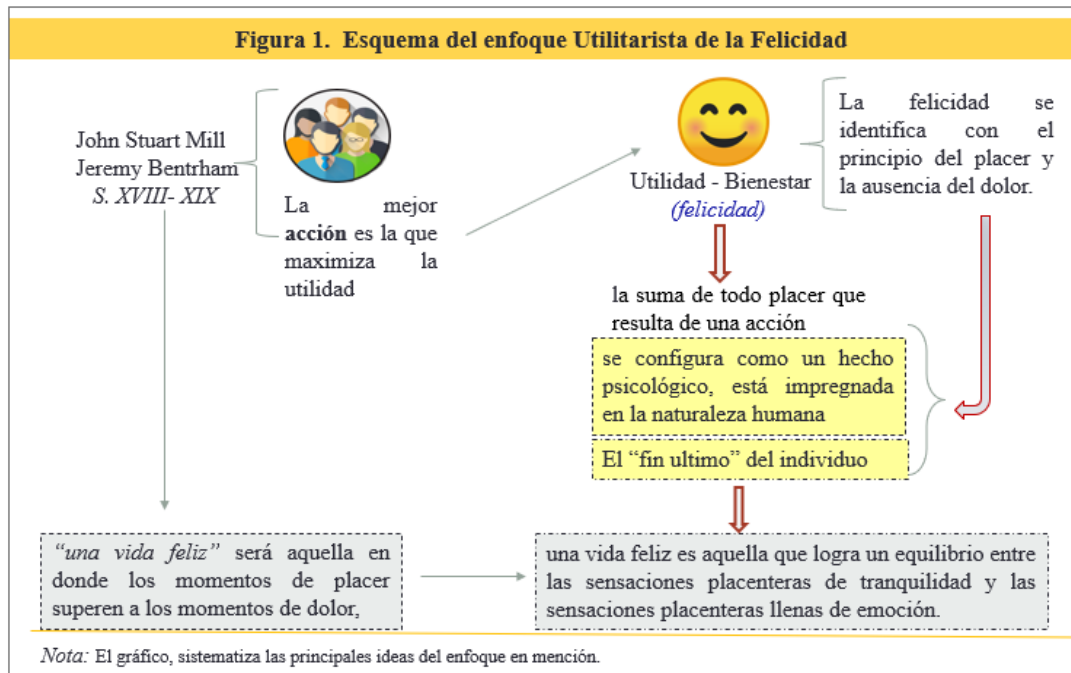 Figura 1. Esquema del enfoque Utilitarista de la Felicidad
John Stuart Mill
Jeremy Bentrham
S. XVIII- XIX
La mejor
acción es la que
maximiza la
utilidad
Utilidad - Bienestar
(felicidad)
La felicidad se
identifica con el
principio del placer y
la ausencia del dolor.
la suma de todo placer que
resulta de una acción
se configura como un hecho
psicológico, está impregnada
en la naturaleza humana
El “fin ultimo” del individuo
“una vida feliz” será aquella en
donde los momentos de placer
superen a los momentos de dolor,
una vida feliz es aquella que logra un equilibrio entre
las sensaciones placenteras de tranquilidad y las
sensaciones placenteras llenas de emoción.
Nota: El gráfico, sistematiza las principales ideas del enfoque en mención.